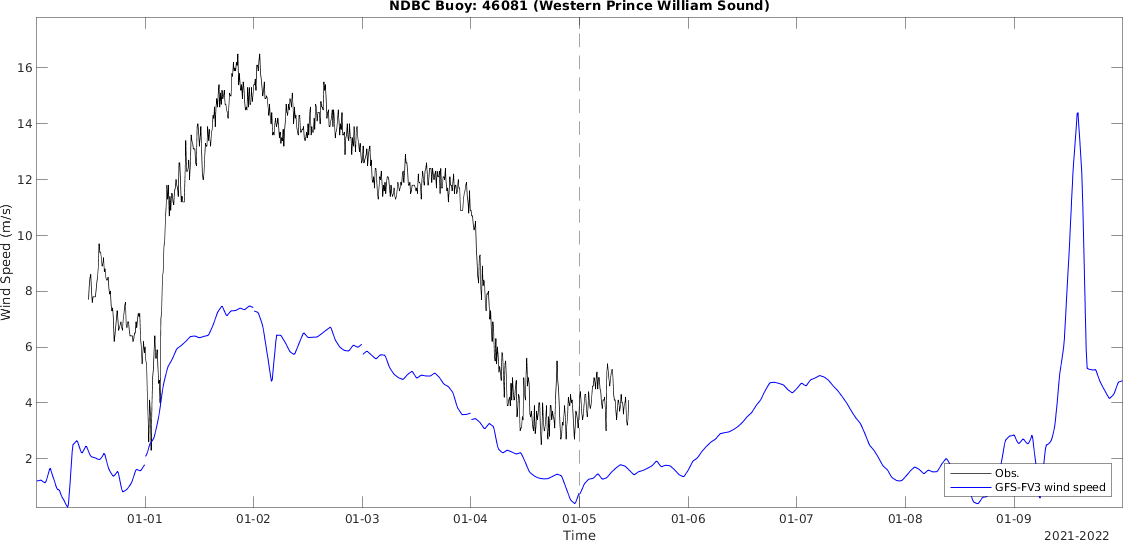 NDBC Buoy: 46081 (Western Prince William Sound)
16
14
12
10
8
6
4
2
Wind Speed (m/s)
Obs.
GFS-FV3 wind speed
01-01 01-02 01-03 01-04 01-05 01-06 01-07 01-08 01-09
Time
2021-2022